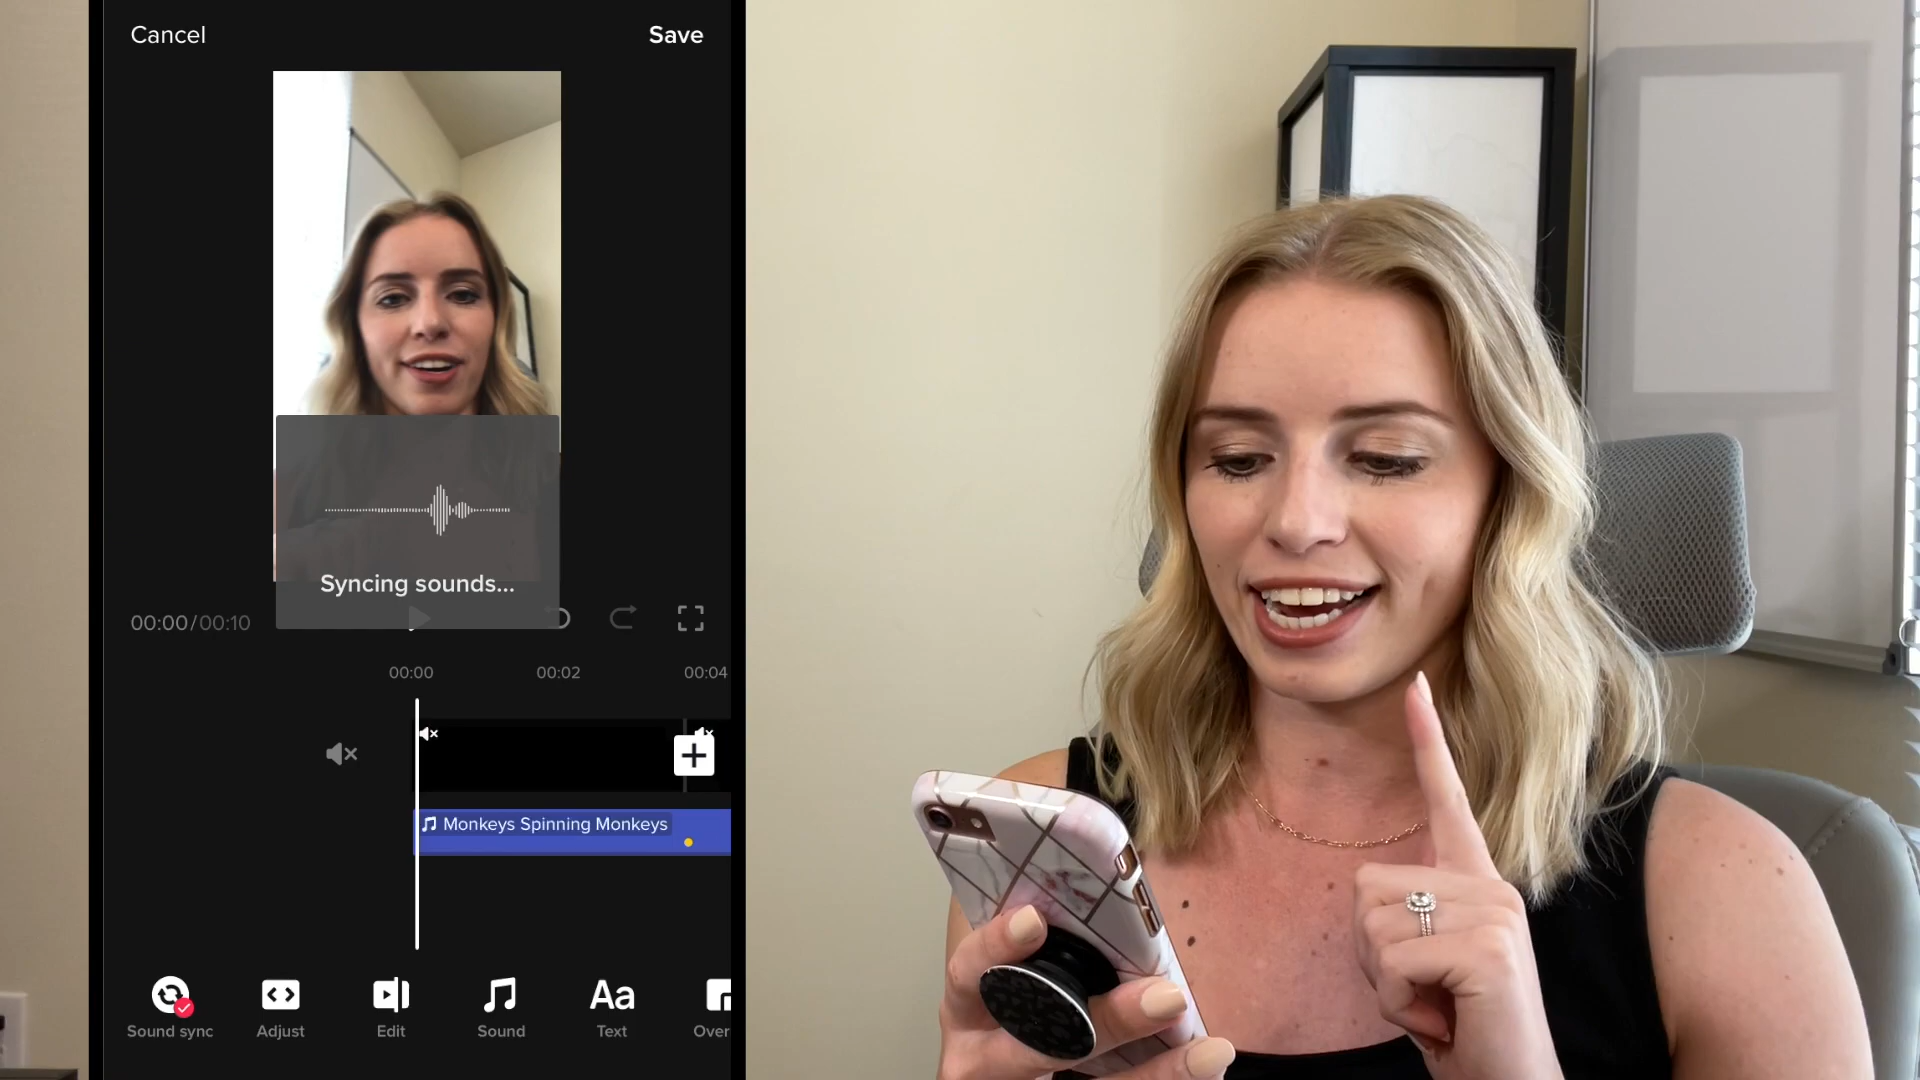 Cancel
Save
Syncing sounds...
00:00/00:10
00:00
00:02
00:04
Monkeys Spinning Monkeys
Aa
Sound sync
Adjust
Edit
Sound
Text
Over